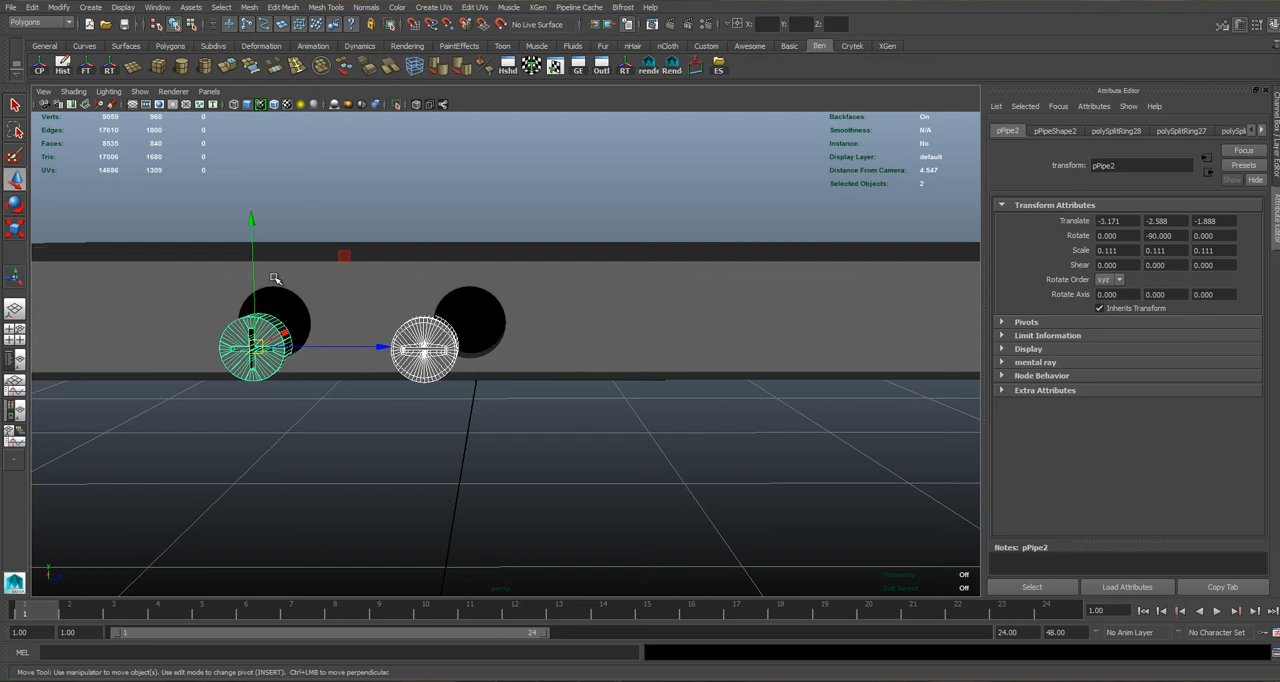 File Edit Modify Create Display Window Assets Select Mesh Edit Mesh Mesh Tools Normals Color Create UVs Edit UVs Muscle XGen Pipeline Cache Bifrost Help
Polygons No Live Surface X: Y: Z:
General Curves Surfaces Polygons Subdivs Deformation Animation Dynamics Rendering PaintEffects Toon Muscle Fluids Fur nHair nCloth Custom Awesome Basic Ben Crytek XGen
CP Hist FT RT Hshd GE Outl RT rende Rend ES
View Shading Lighting Show Renderer Panels
Attribute Editor
List Selected Focus Attributes Show Help
Verts: 9059 960 0
Edges: 17610 1800 0
Faces: 8535 840 0
Tris: 17006 1680 0
UVs: 14686 1309 0
Backfaces: On
Smoothness: N/A
Instance: No
Display Layer: default
Distance From Camera: 4.547
Selected Objects: 2
pPipe2 pPipeShape2 polySplitRing28 polySplitRing27 polySpli
Focus
transform: pPipe2 Presets
Show Hide
Transform Attributes
Translate -3.171 -2.588 -1.888
Rotate 0.000 -90.000 0.000
Scale 0.111 0.111 0.111
Shear 0.000 0.000 0.000
Rotate Order xyz
Rotate Axis 0.000 0.000 0.000
Inherits Transform
Pivots
Limit Information
Display
mental ray
Node Behavior
Extra Attributes
Notes: pPipe2
Select Load Attributes Copy Tab
Channel Box / Layer Editor
Attribute Editor
persp
Symmetry Off
Soft Select Off
1 2 3 4 5 6 7 8 9 10 11 12 13 14 15 16 17 18 19 20 21 22 23 24 1.00
1
1.00 1.00 1 24 24.00 48.00 No Anim Layer No Character Set
MEL
Move Tool: Use manipulator to move object(s). Use edit mode to change pivot (INSERT). Ctrl+LMB to move perpendicular.